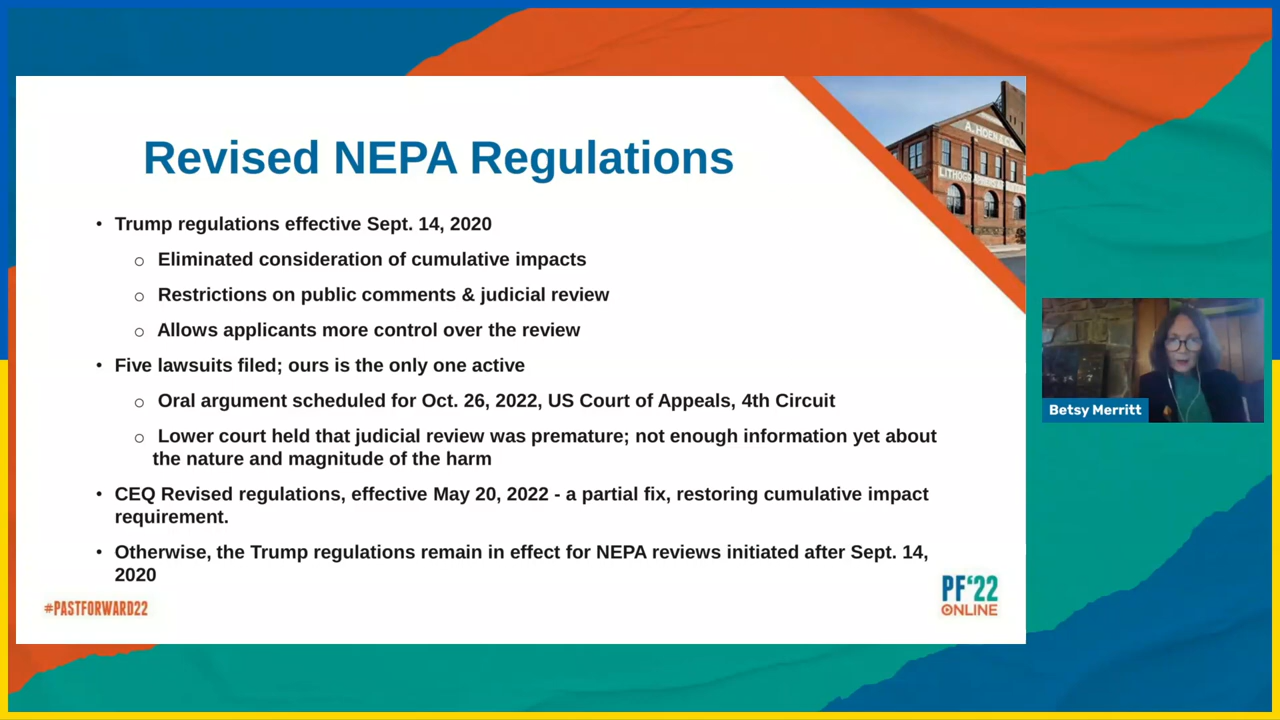 Revised NEPA Regulations
• Trump regulations effective Sept. 14, 2020
o Eliminated consideration of cumulative impacts
o Restrictions on public comments & judicial review
o Allows applicants more control over the review
• Five lawsuits filed; ours is the only one active
o Oral argument scheduled for Oct. 26, 2022, US Court of Appeals, 4th Circuit
o Lower court held that judicial review was premature; not enough information yet about
the nature and magnitude of the harm
• CEQ Revised regulations, effective May 20, 2022 - a partial fix, restoring cumulative impact
requirement.
• Otherwise, the Trump regulations remain in effect for NEPA reviews initiated after Sept. 14,
2020
#PASTFORWARD22
PF‘22
ONLINE
A. HOEN &
Betsy Merritt